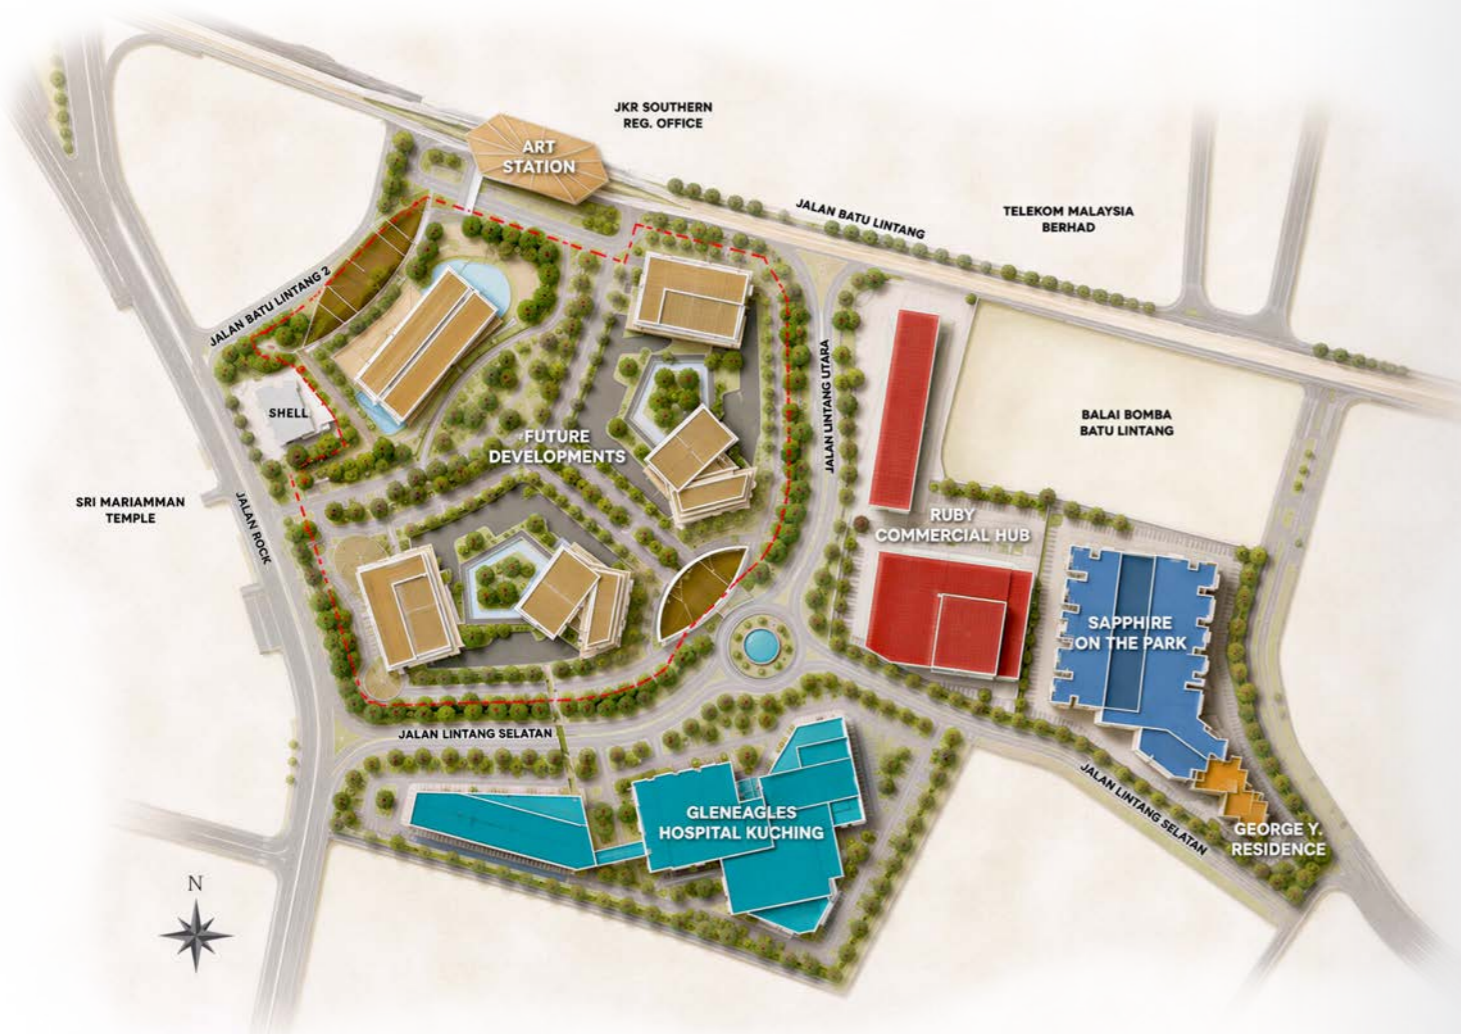 JKR SOUTHERN
REG. OFFICE
ART
STATION
JALAN BATU LINTANG
TELEKOM MALAYSIA
BERHAD
JALAN BATU LINTANG 2
JALAN LINTANG UTARA
SHELL
BALAI BOMBA
BATU LINTANG
FUTURE
DEVELOPMENTS
SRI MARIAMMAN
TEMPLE
JALAN ROCK
RUBY
COMMERCIAL HUB
SAPPHIRE
ON THE PARK
JALAN LINTANG SELATAN
GLENEAGLES
HOSPITAL KUCHING
JALAN LINTANG SELATAN
GEORGE Y.
RESIDENCE
N